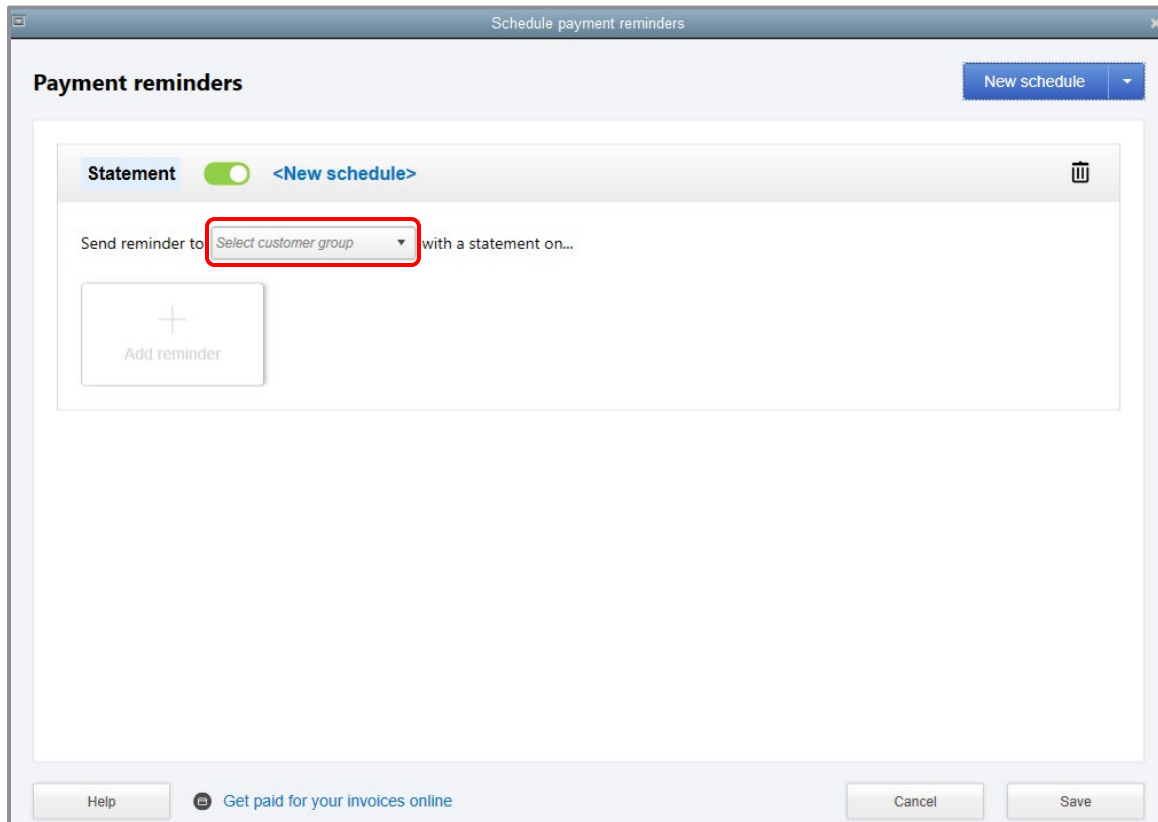 Schedule payment reminders
Payment reminders
New schedule
Statement <New schedule>
Send reminder to Select customer group with a statement on...
Add reminder
Help Get paid for your invoices online Cancel Save